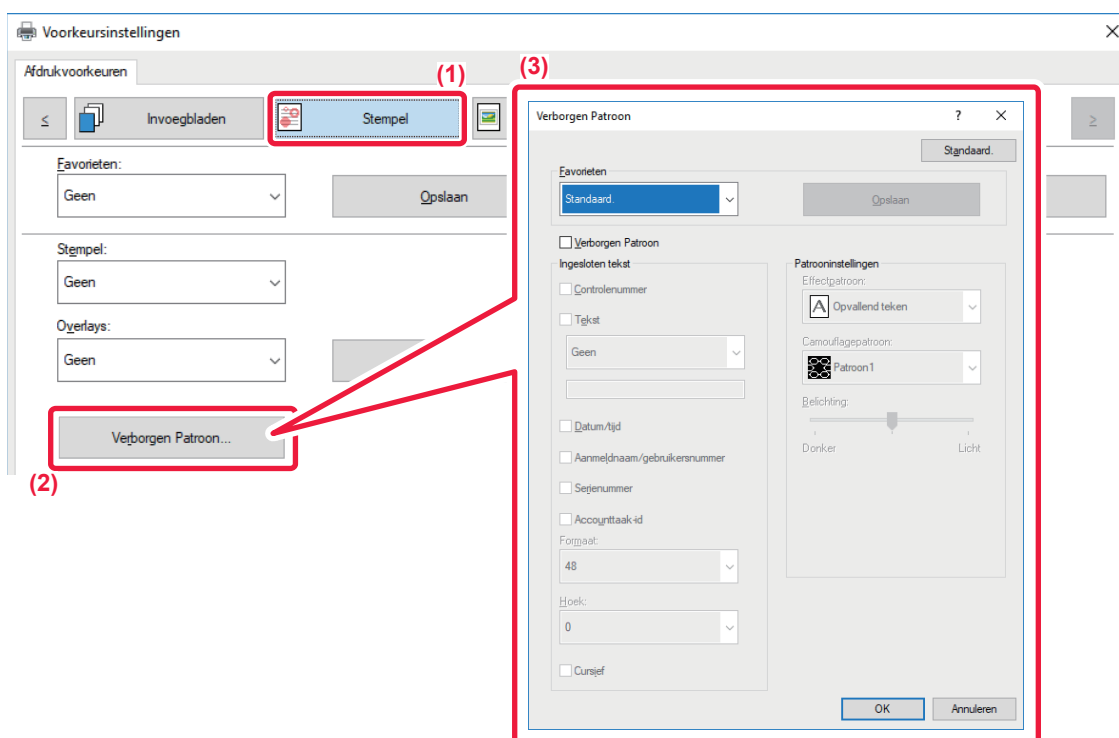 Voorkeursinstellingen
Afdrukvoorkeuren
(1)
(3)
<
Invoegbladen
Stempel
>
Favorieten:
Geen
Opslaan
Stempel:
Geen
Overlays:
Geen
Verborgen Patroon...
(2)
Verborgen Patroon
?
Standaard.
Favorieten
Standaard.
Opslaan
Verborgen Patroon
Ingesloten tekst
Controlenummer
Tekst
Geen
Datum/tijd
Aanmeldnaam/gebruikersnummer
Serienummer
Accounttaak-id
Formaat:
48
Hoek:
0
Cursief
Patrooninstellingen
Effectpatroon:
A Opvallend teken
Camouflagepatroon:
Patroon1
Belichting:
Donker Licht
OK Annuleren